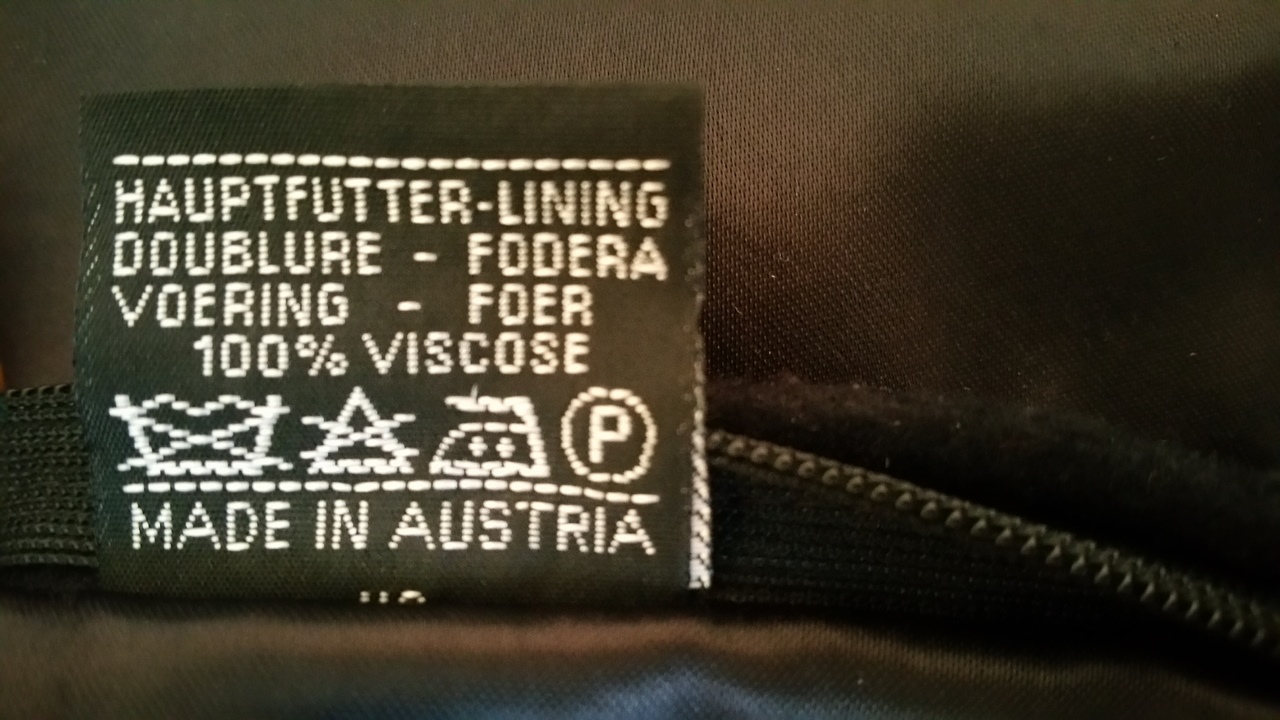 HAUPTFUTTER-LINING
DOUBLURE - FODERA
VOERING - FOER
100% VISCOSE
P
MADE IN AUSTRIA